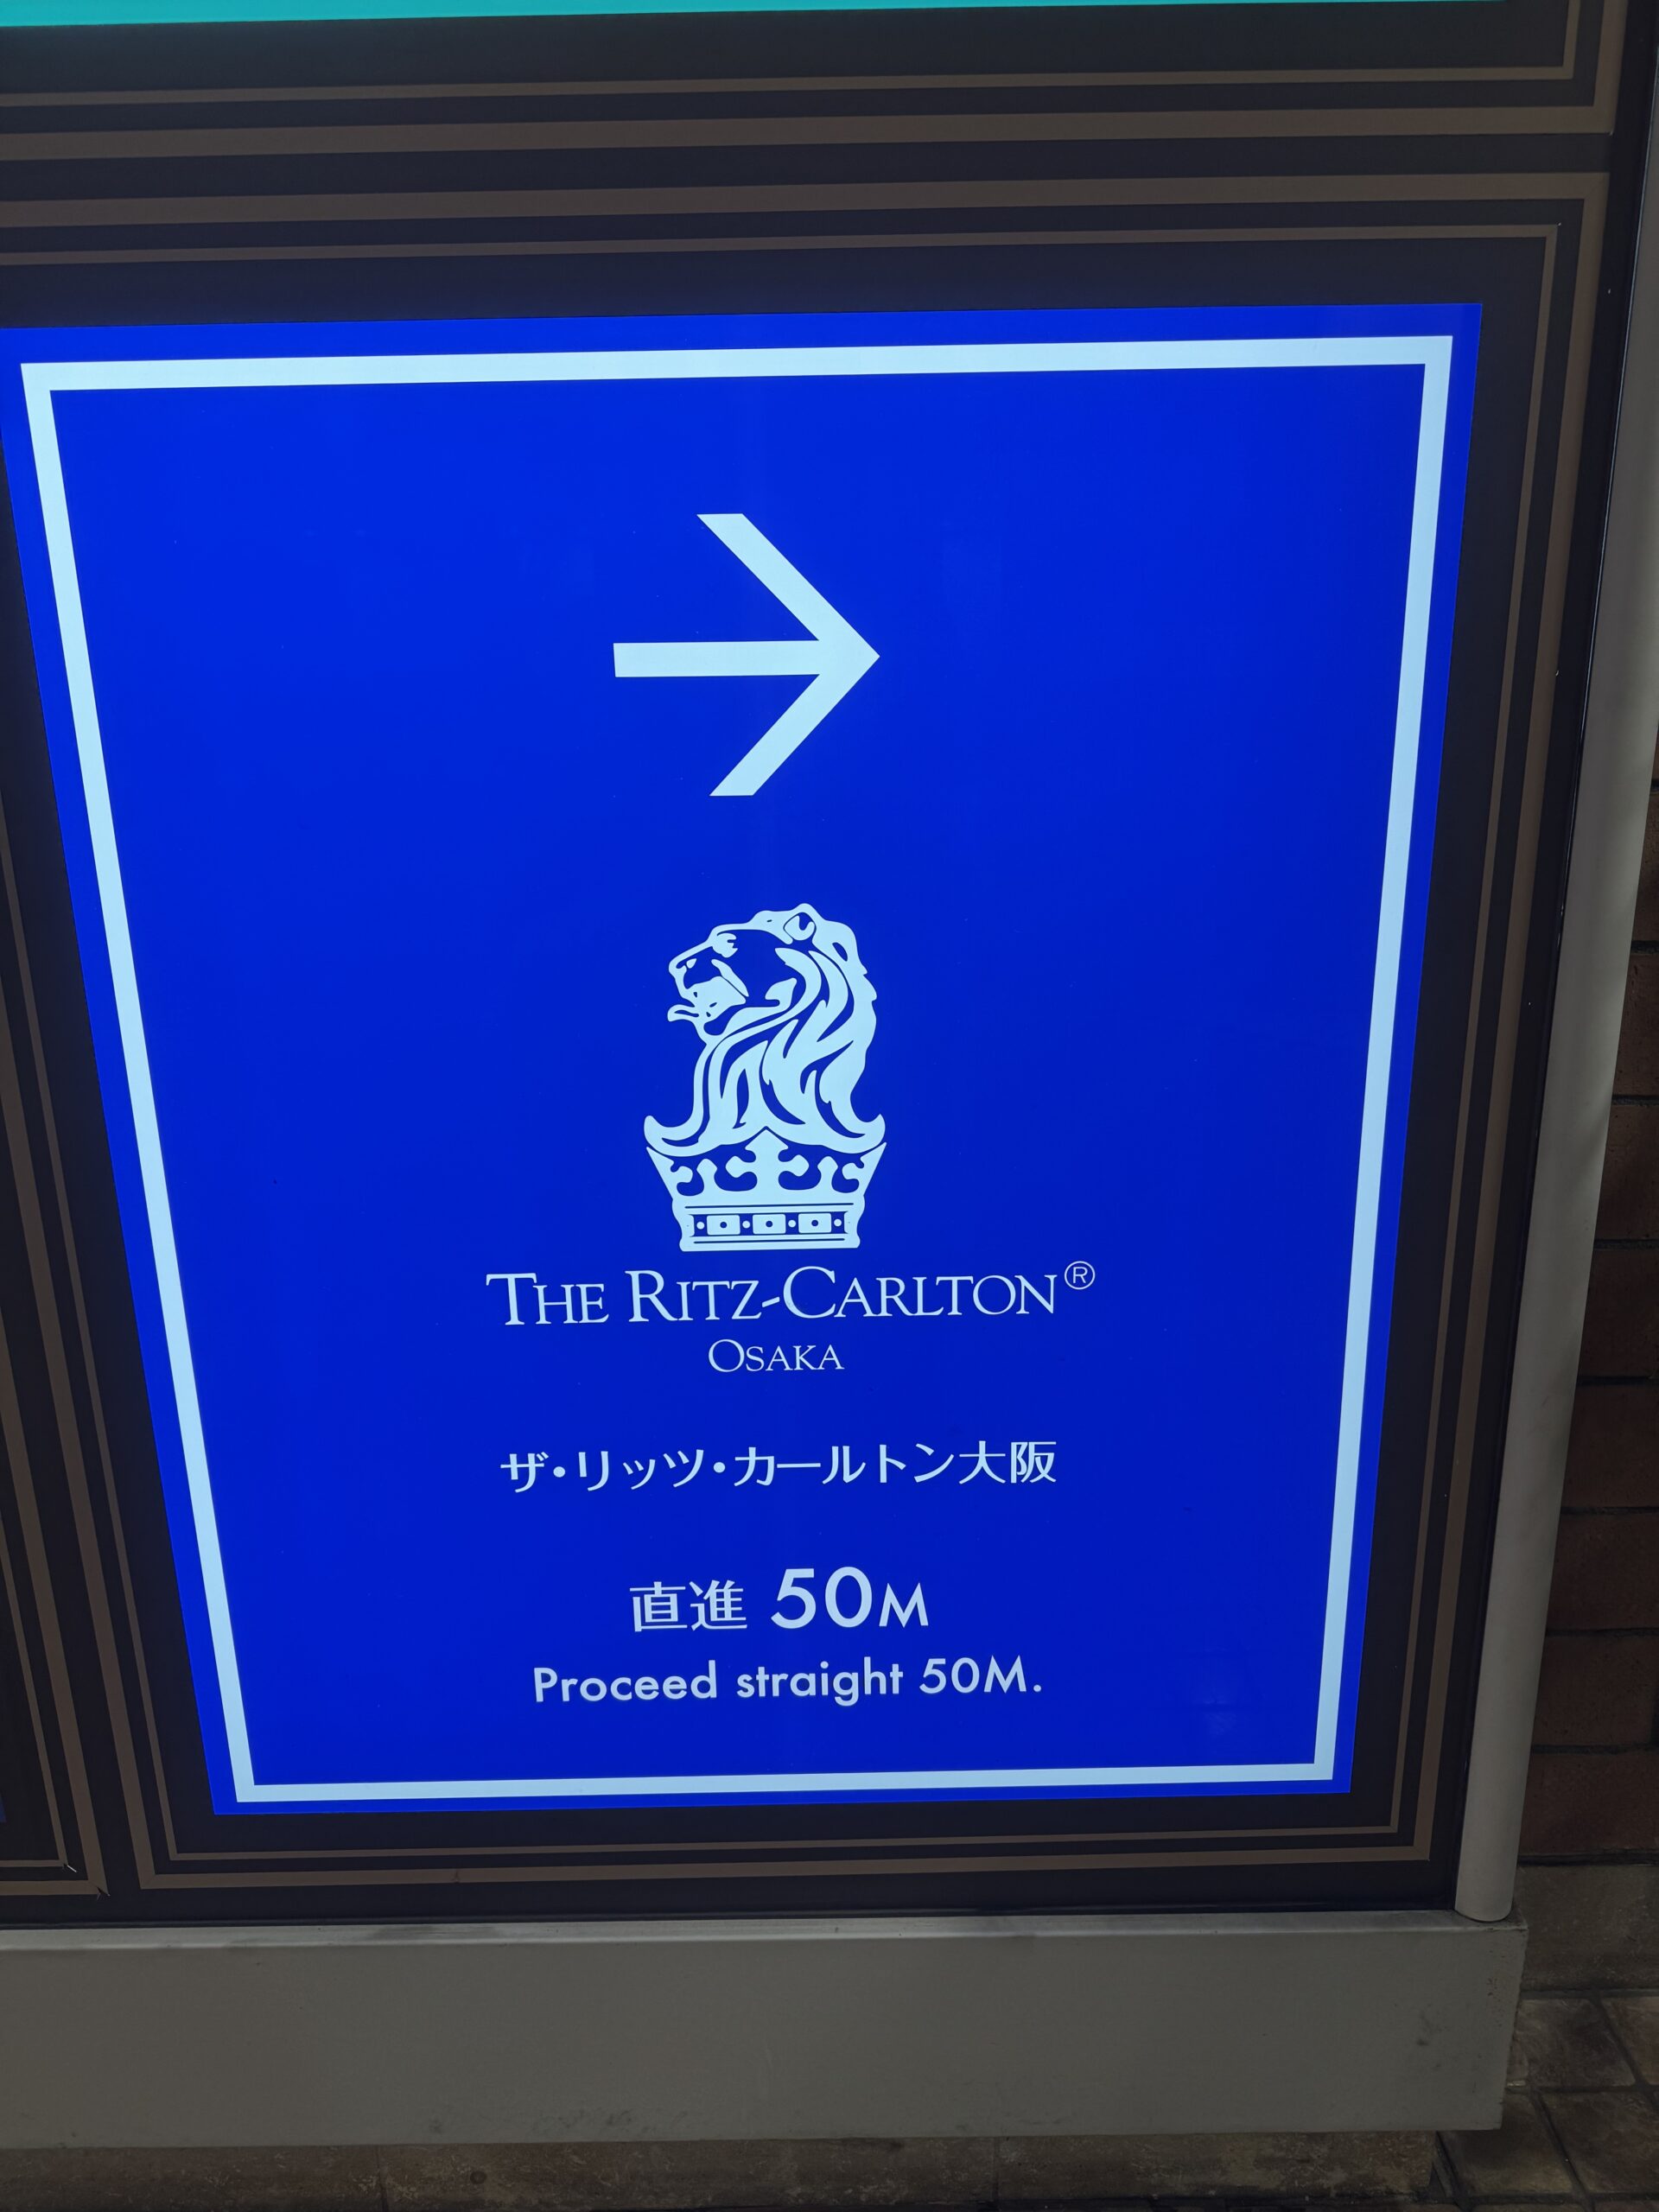 THE RITZ-CARLTON®
OSAKA
ザ・リッツ・カールトン大阪
直進 50M
Proceed straight 50M.